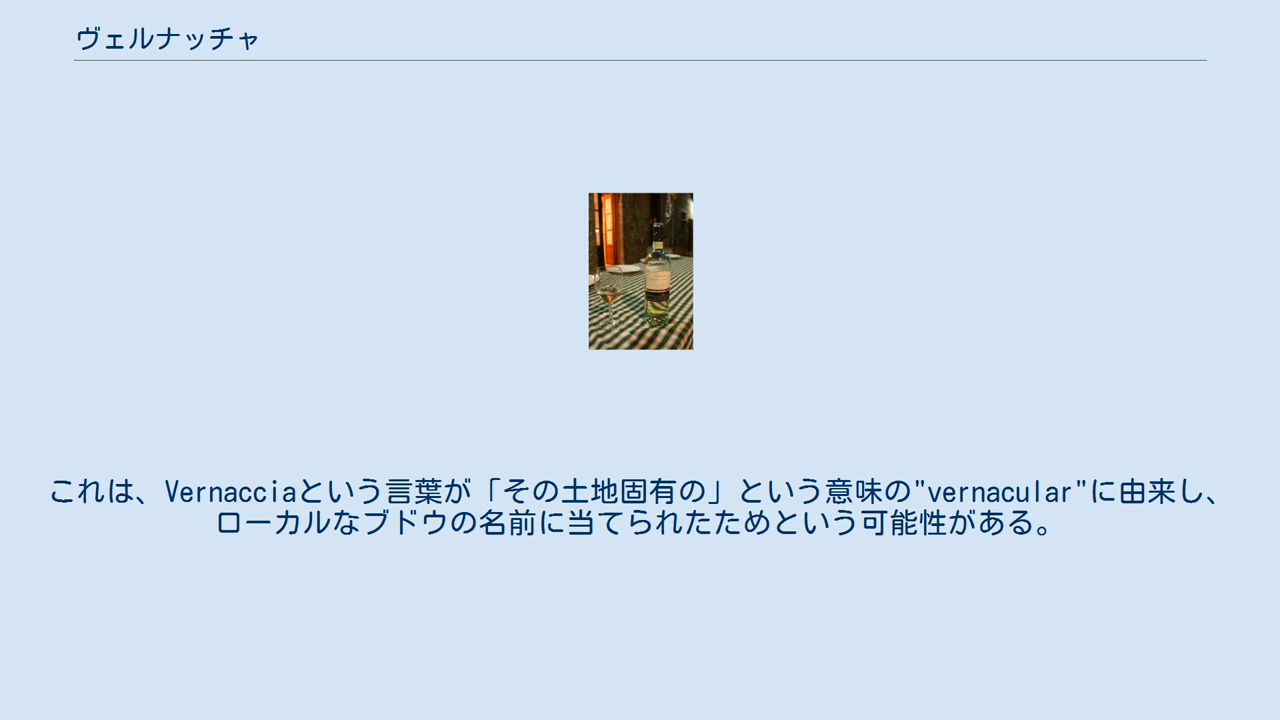 ヴェルナッチャ
これは、Vernacciaという言葉が「その土地固有の」という意味の"vernacular"に由来し、
ローカルなブドウの名前に当てられたためという可能性がある。